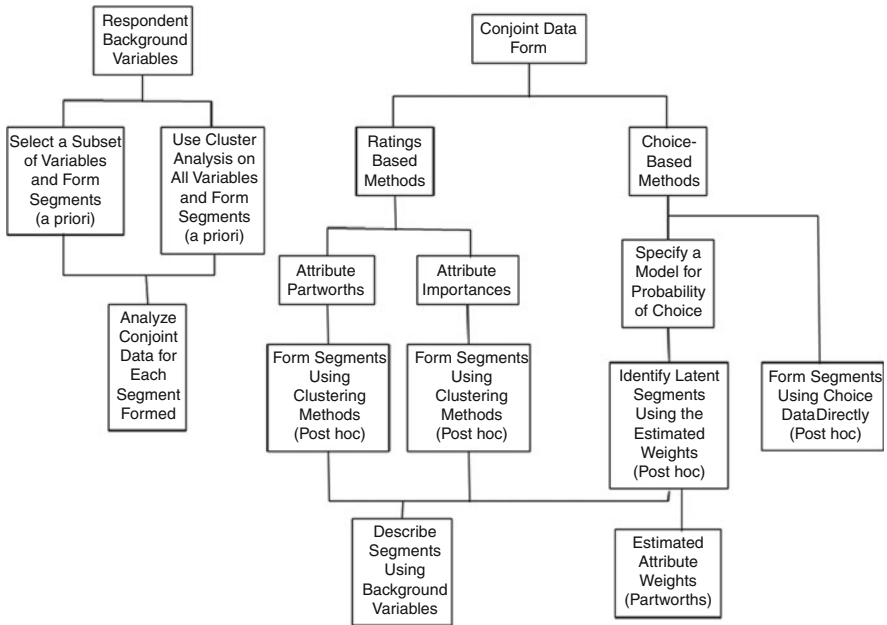 Respondent
Background
Variables
Conjoint Data
Form
Select a Subset
of Variables
and Form
Segments
(a priori)
Use Cluster
Analysis on
All Variables
and Form
Segments
(a priori)
Ratings
Based
Methods
Choice-
Based
Methods
Attribute
Partworths
Attribute
Importances
Specify a
Model for
Probability
of Choice
Analyze
Conjoint
Data for
Each
Segment
Formed
Form Segments
Using
Clustering
Methods
(Post hoc)
Form Segments
Using
Clustering
Methods
(Post hoc)
Identify Latent
Segments
Using the
Estimated
Weights
(Post hoc)
Form Segments
Using Choice
DataDirectly
(Post hoc)
Describe
Segments
Using
Background
Variables
Estimated
Attribute
Weights
(Partworths)